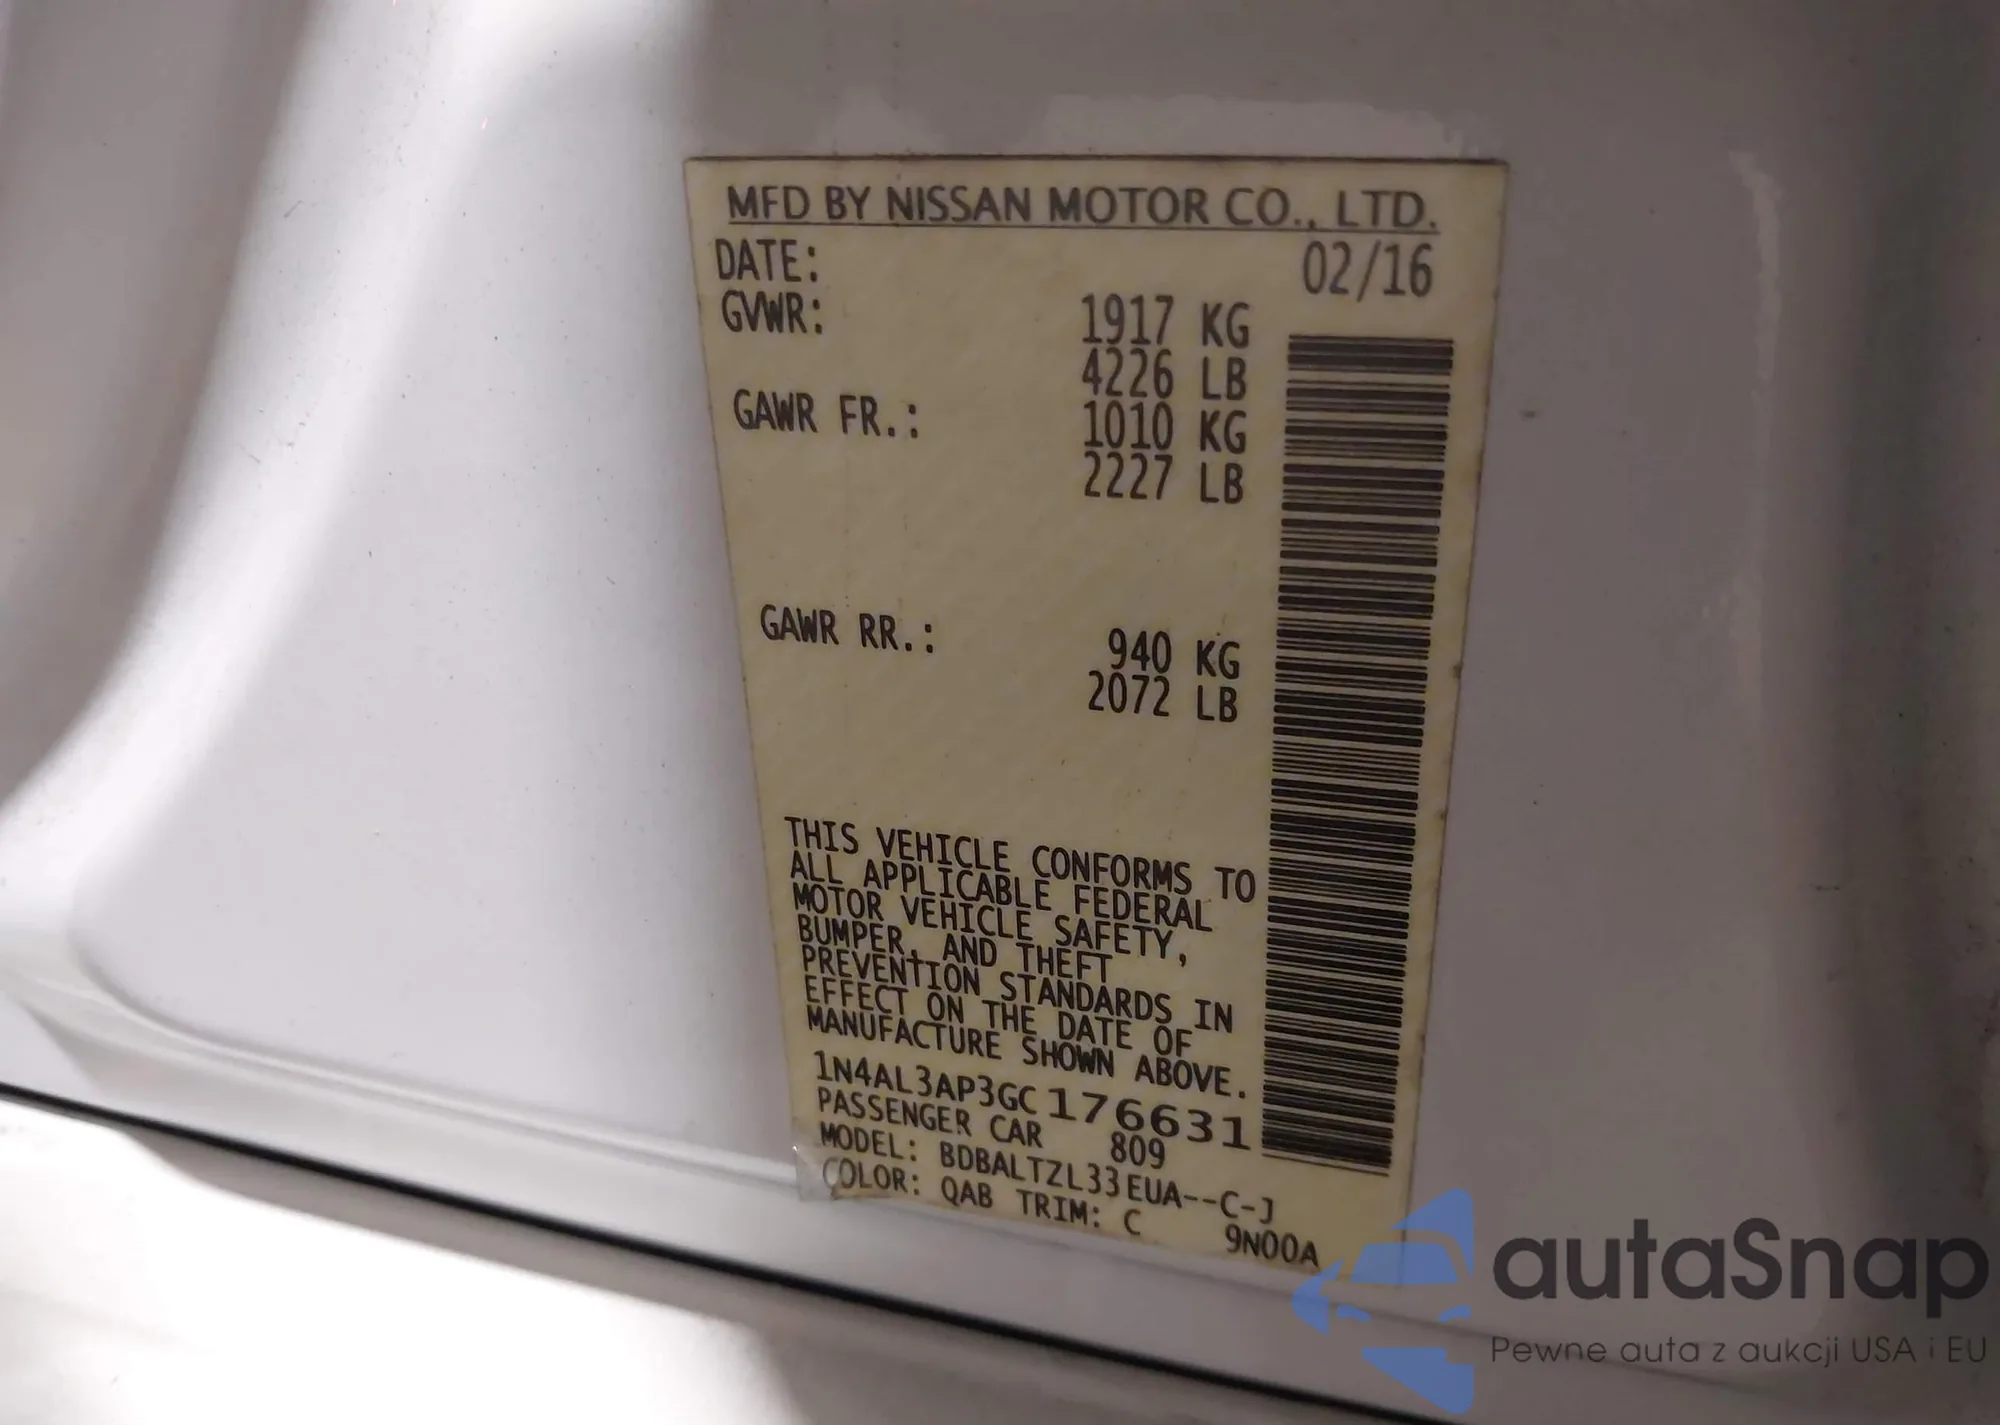 MFD BY NISSAN MOTOR CO., LTD.
DATE: 02/16
GVWR: 1917 KG
4226 LB
GAWR FR.: 1010 KG
2227 LB
GAWR RR.: 940 KG
2072 LB
THIS VEHICLE CONFORMS TO
ALL APPLICABLE FEDERAL
MOTOR VEHICLE SAFETY,
BUMPER, AND THEFT
PREVENTION STANDARDS IN
EFFECT ON THE DATE OF
MANUFACTURE SHOWN ABOVE.
1N4AL3AP3GC176631
PASSENGER CAR 809
MODEL: BDBALTZL33EUA--C-J
COLOR: QAB TRIM: C 9N00A
autaSnap
Pewne auta z aukcji USA i EU